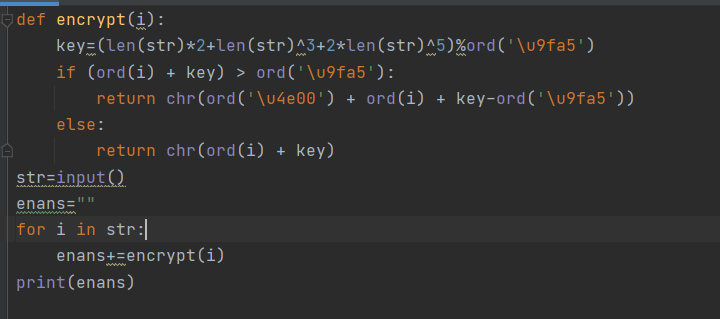 def encrypt(i):
    key=(len(str)*2+len(str)^3+2*len(str)^5)%ord('\u9fa5')
    if (ord(i) + key) > ord('\u9fa5'):
        return chr(ord('\u4e00') + ord(i) + key-ord('\u9fa5'))
    else:
        return chr(ord(i) + key)
str=input()
enans=""
for i in str:
    enans+=encrypt(i)
print(enans)